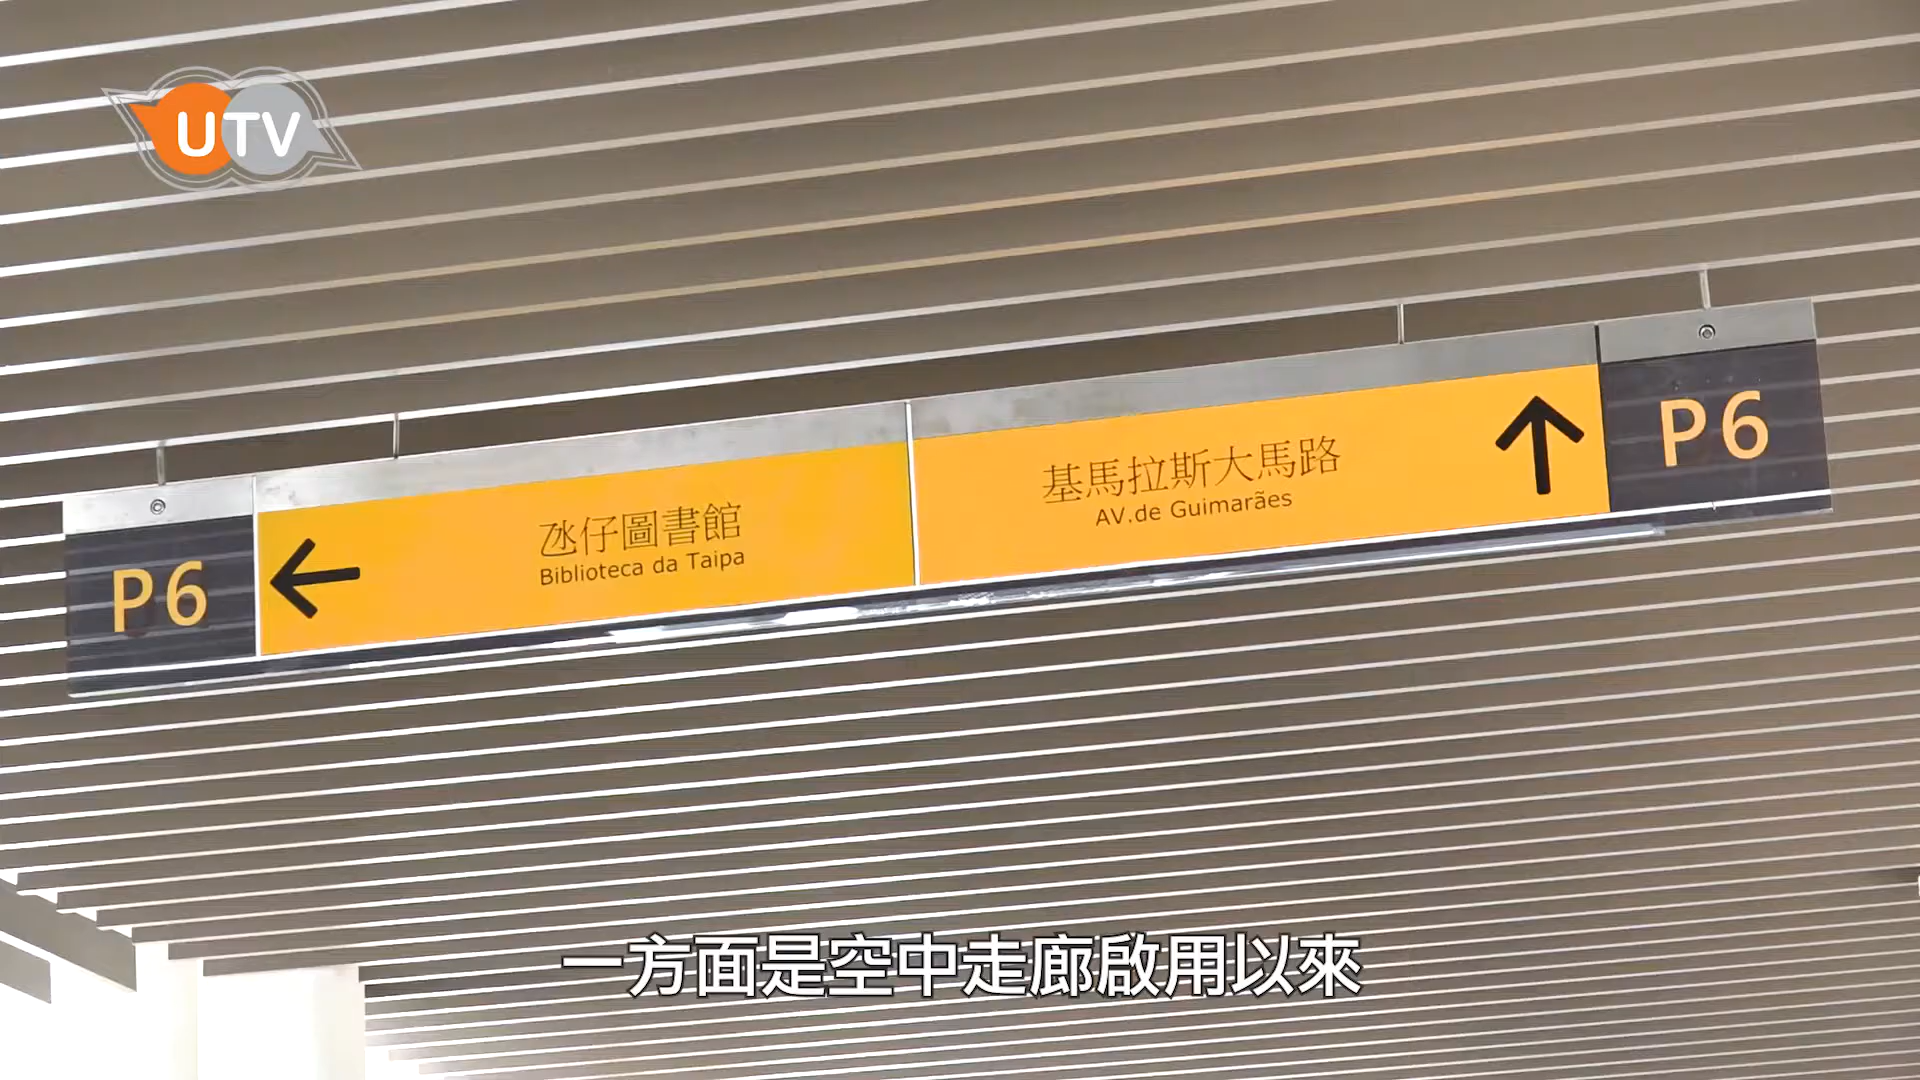 UTV
P6
氹仔圖書館
Biblioteca da Taipa
基馬拉斯大馬路
AV.de Guimarães
P6
一方面是空中走廊啟用以來